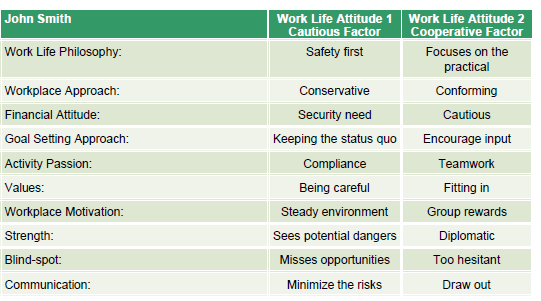 John Smith Work Life Attitude 1 Work Life Attitude 2
Cautious Factor Cooperative Factor
Work Life Philosophy: Safety first Focuses on the
practical
Workplace Approach: Conservative Conforming
Financial Attitude: Security need Cautious
Goal Setting Approach: Keeping the status quo Encourage input
Activity Passion: Compliance Teamwork
Values: Being careful Fitting in
Workplace Motivation: Steady environment Group rewards
Strength: Sees potential dangers Diplomatic
Blind-spot: Misses opportunities Too hesitant
Communication: Minimize the risks Draw out